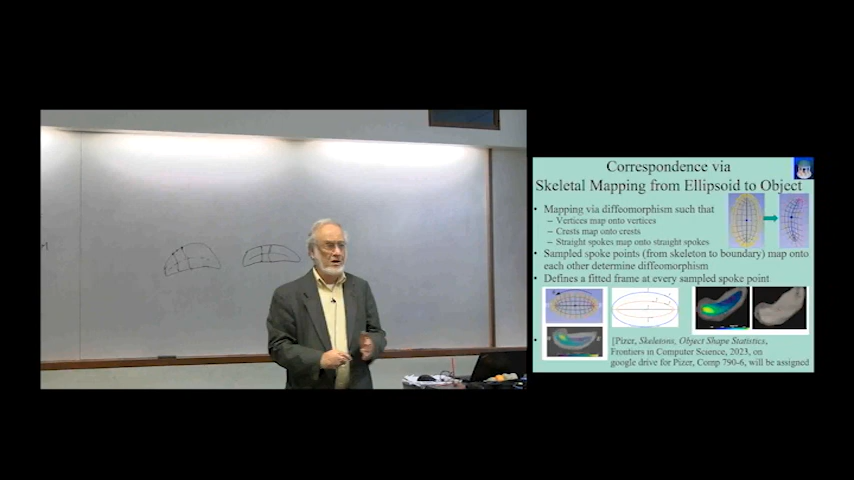 Correspondence via
Skeletal Mapping from Ellipsoid to Object
• Mapping via diffeomorphism such that
– Vertices map onto vertices
– Crests map onto crests
– Straight spokes map onto straight spokes
• Sampled spoke points (from skeleton to boundary) map onto
each other determine diffeomorphism
• Defines a fitted frame at every sampled spoke point
• [Pizer, Skeletons, Object Shape Statistics,
Frontiers in Computer Science, 2023, on
google drive for Pizer, Comp 790-6, will be assigned